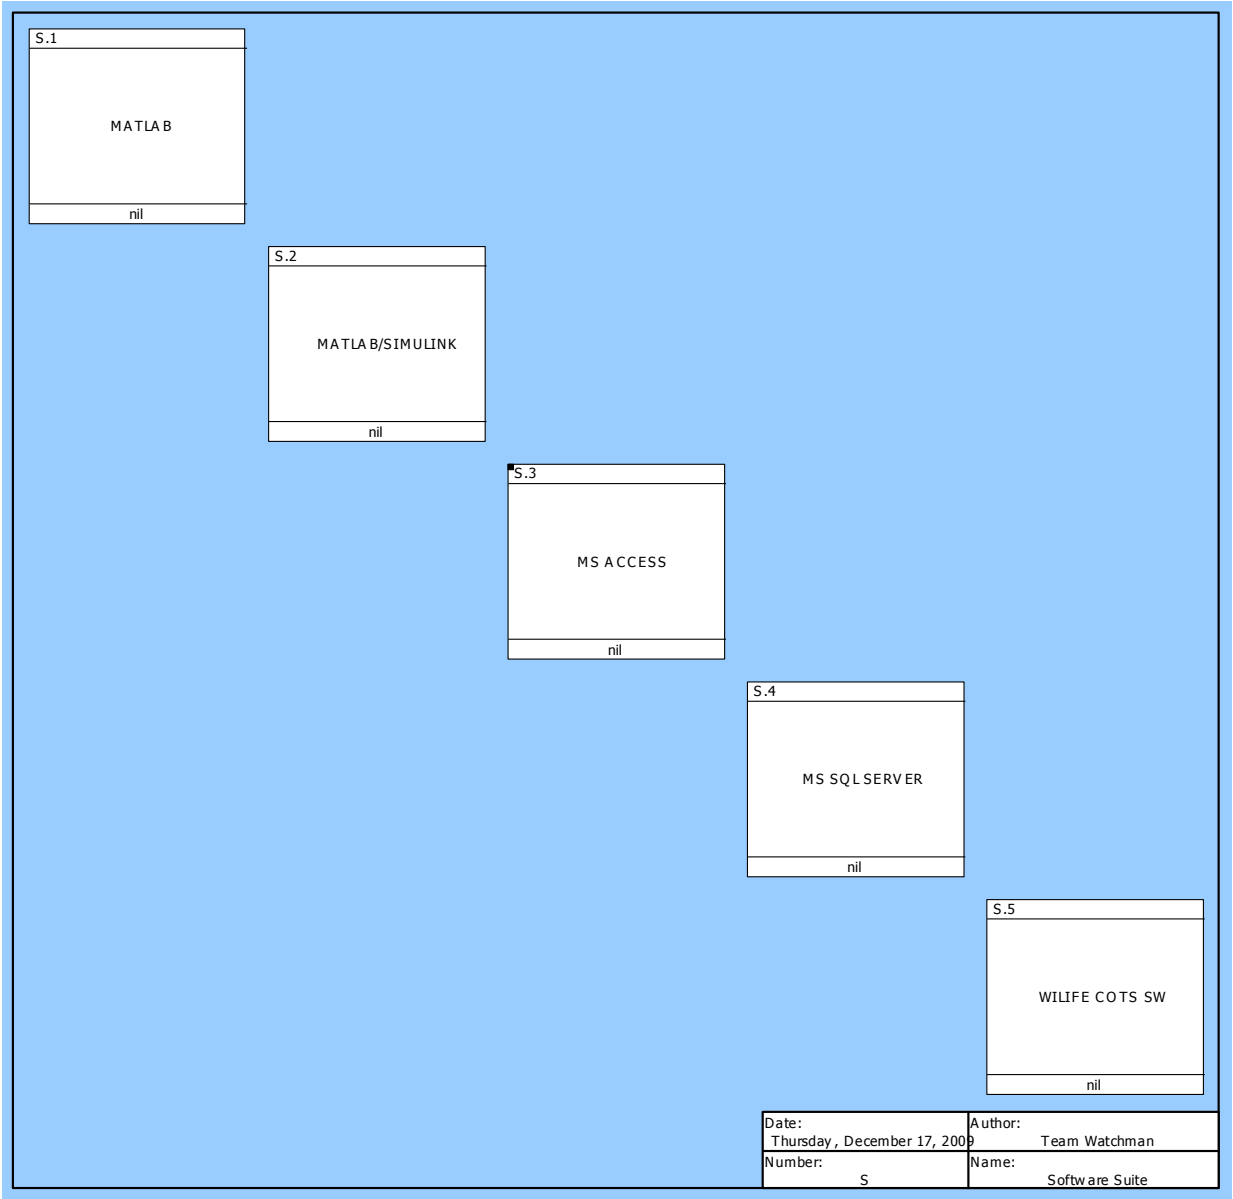 S.1
MATLAB
nil
S.2
MATLAB/SIMULINK
nil
S.3
MS ACCESS
nil
S.4
MS SQL SERVER
nil
S.5
WILIFE COTS SW
nil
Date:
Thursday, December 17, 2009
Author:
Team Watchman
Number:
S
Name:
Software Suite